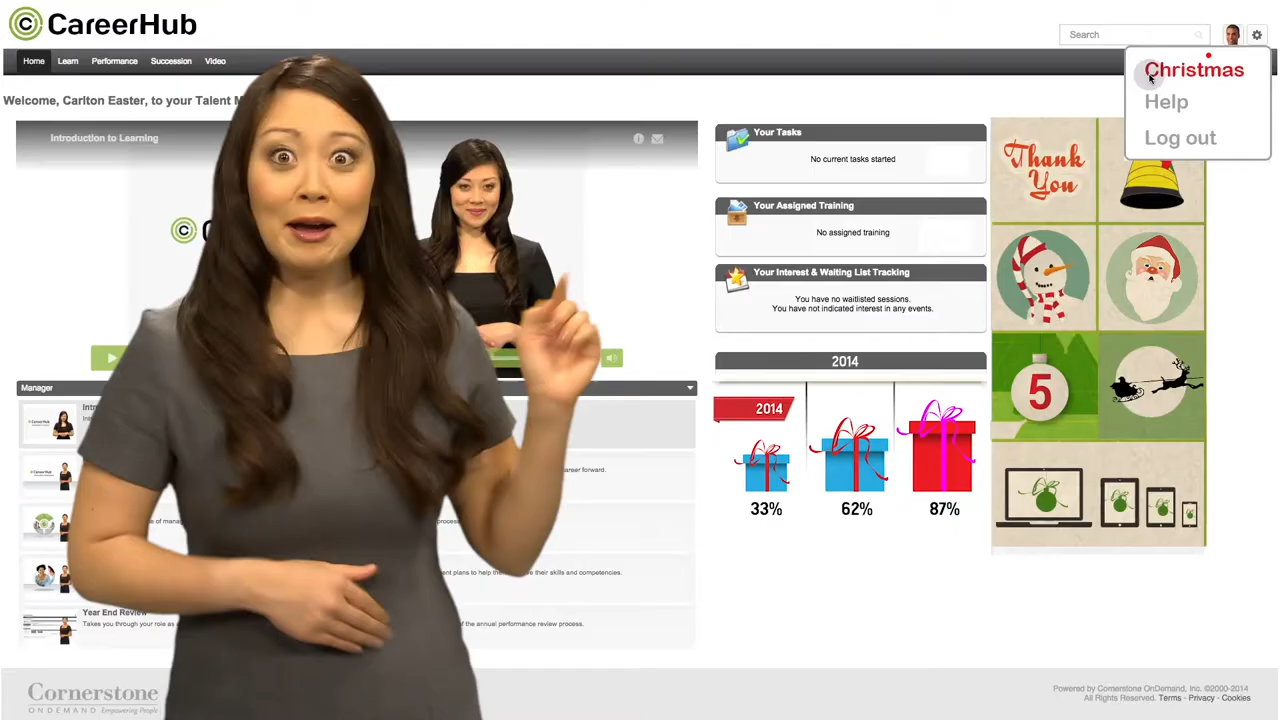 CareerHub
Search
Home Learn Performance Succession Video
Christmas
Help
Log out
Welcome, Carlton Easter, to your Talent M
Introduction to Learning
Your Tasks
No current tasks started
Your Assigned Training
No assigned training
Your Interest & Waiting List Tracking
You have no waitlisted sessions.
You have not indicated interest in any events.
Thank
You
5
2014
2014
33% 62% 87%
Manager
career forward.
of the annual performance review process.
Year End Review
Takes you through your role as
Cornerstone
ONDEMAND Empowering People
Powered by Cornerstone OnDemand, Inc. ©2000-2014
All Rights Reserved. Terms - Privacy - Cookies